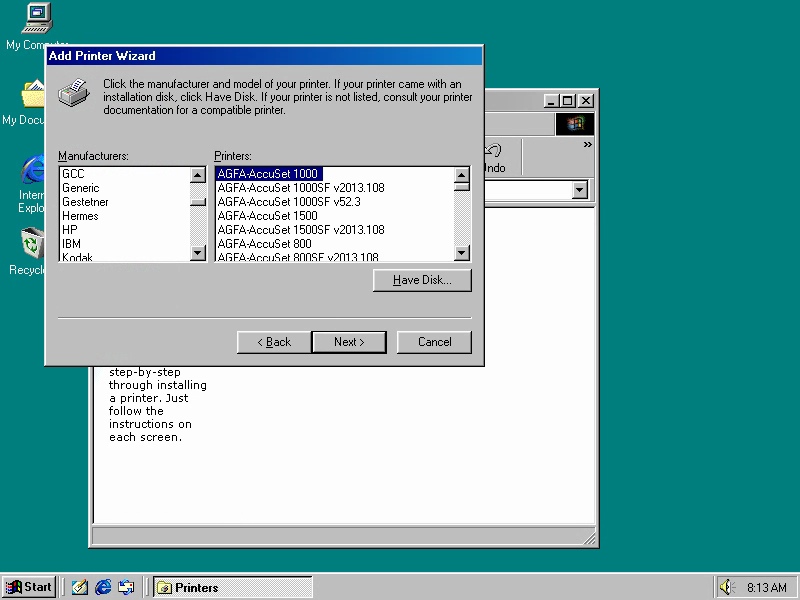 My Computer
Add Printer Wizard
Click the manufacturer and model of your printer. If your printer came with an
installation disk, click Have Disk. If your printer is not listed, consult your printer
documentation for a compatible printer.
My Docu
Manufacturers:
Printers:
GCC
Generic
Gestetner
Hermes
HP
IBM
Kodak
AGFA-AccuSet 1000
AGFA-AccuSet 1000SF v2013.108
AGFA-AccuSet 1000SF v52.3
AGFA-AccuSet 1500
AGFA-AccuSet 1500SF v2013.108
AGFA-AccuSet 800
AGFA-AccuSet 800SF v2013.108
Undo
Intern
Explo
Recycle
Have Disk...
< Back
Next >
Cancel
step-by-step
through installing
a printer. Just
follow the
instructions on
each screen.
Start
Printers
8:13 AM